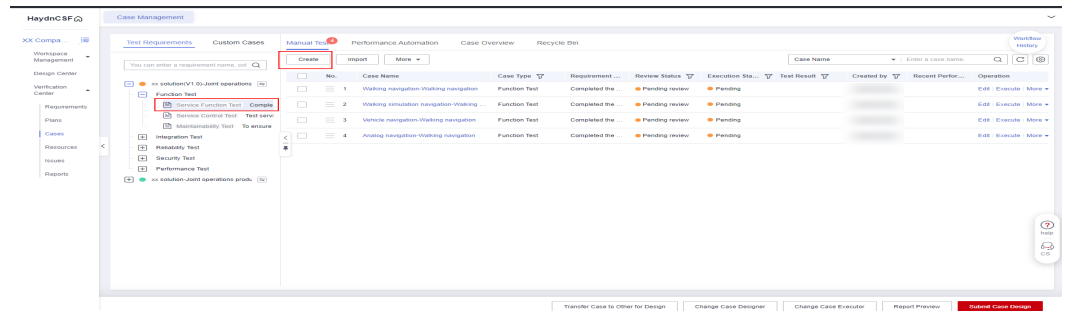 HaydnCSF
Case Management
XX Compa...
Workspace Management
Design Center
Verification Center
Requirements
Plans
Cases
Resources
Issues
Reports
Test Requirements Custom Cases
You can enter a requirement name, col
xx solution(V1.0)-Joint operations
Function Test
Service Function Test Comple
Service Control Test Test servi
Maintainability Test To ensure
Integration Test
Reliability Test
Security Test
Performance Test
xx solution-Joint operations produ
Manual Test 4 Performance Automation Case Overview Recycle Bin
Workflow History
Create Import More
Case Name Enter a case name.
No. Case Name Case Type Requirement ... Review Status Execution Sta... Test Result Created by Recent Perfor... Operation
1 Walking navigation-Walking navigation Function Test Completed the ... Pending review Pending Edit Execute More
2 Walking simulation navigation-Walking ... Function Test Completed the ... Pending review Pending Edit Execute More
3 Vehicle navigation-Walking navigation Function Test Completed the ... Pending review Pending Edit Execute More
4 Analog navigation-Walking navigation Function Test Completed the ... Pending review Pending Edit Execute More
help
CS
Transfer Case to Other for Design Change Case Designer Change Case Executor Report Preview Submit Case Design